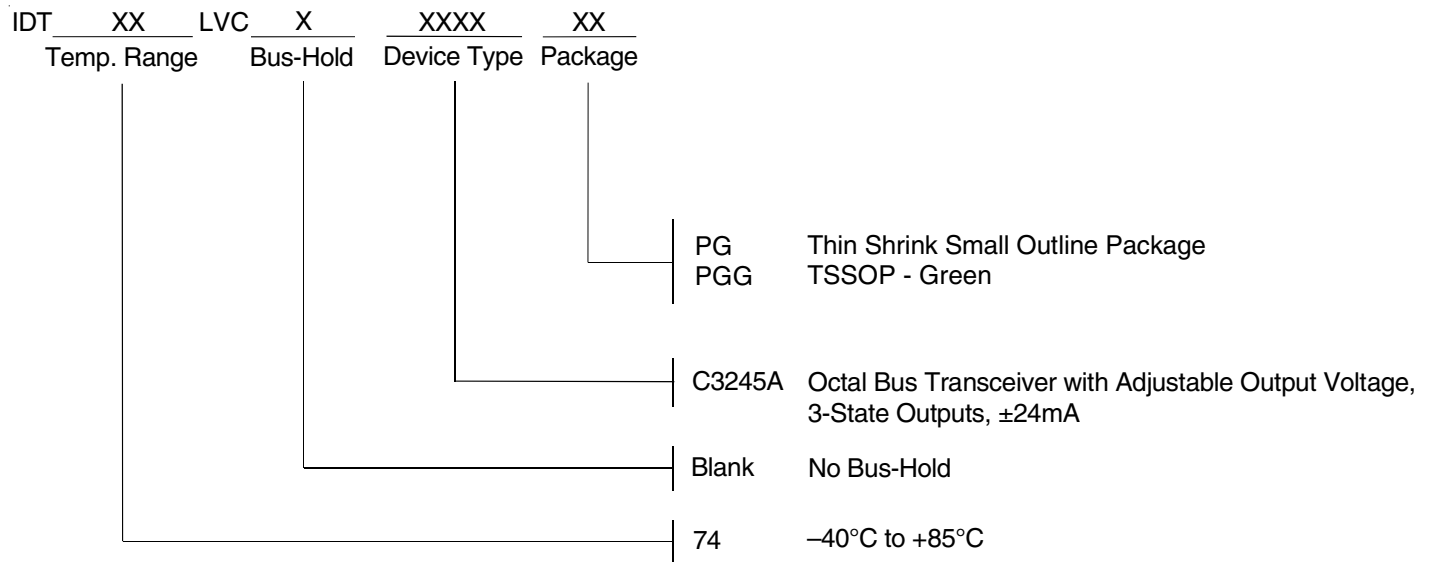 IDT XX LVC X XXXX XX
Temp. Range Bus-Hold Device Type Package
PG Thin Shrink Small Outline Package
PGG TSSOP - Green
C3245A Octal Bus Transceiver with Adjustable Output Voltage,
3-State Outputs, ±24mA
Blank No Bus-Hold
74 –40°C to +85°C